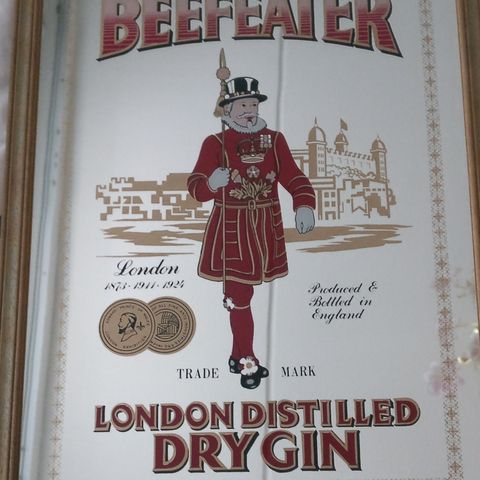 BEEFEATER
London
1873·1911·1924
Produced &
Bottled in
England
TRADE MARK
LONDON DISTILLED
DRY GIN